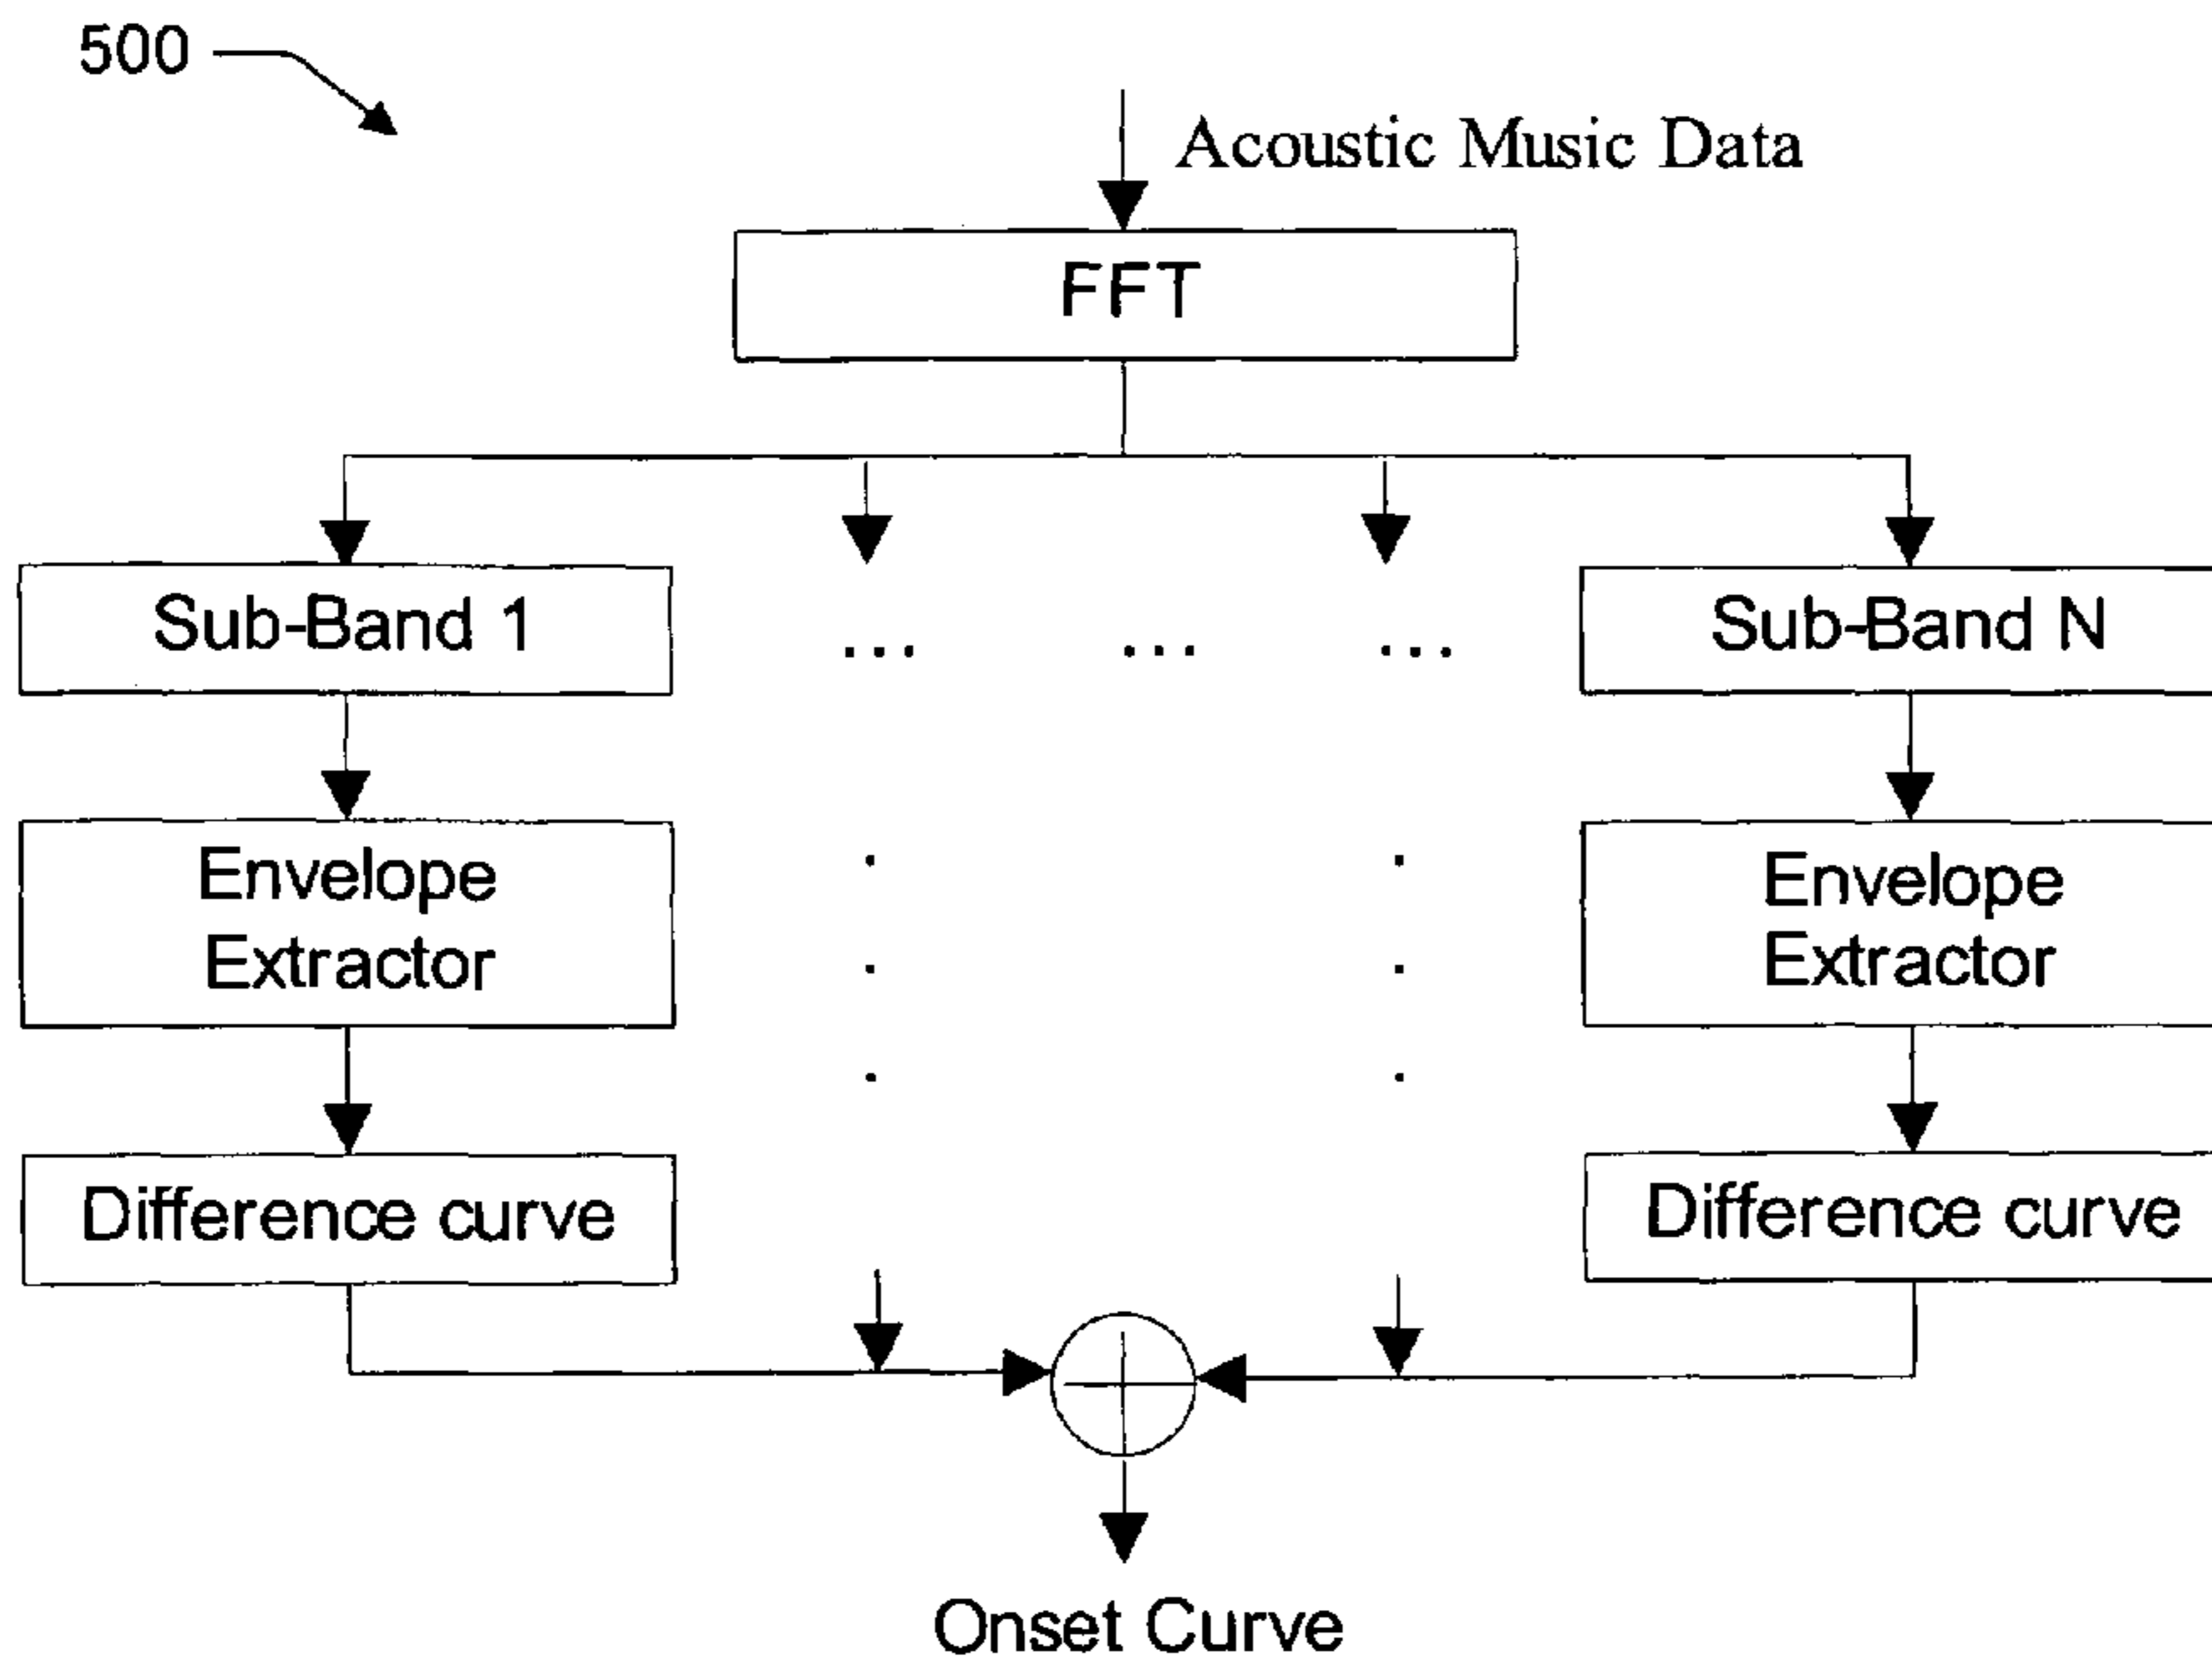 500
Acoustic Music Data
FFT
Sub-Band 1
... ... ...
Sub-Band N
Envelope
Extractor
Envelope
Extractor
Difference curve
Difference curve
Onset Curve